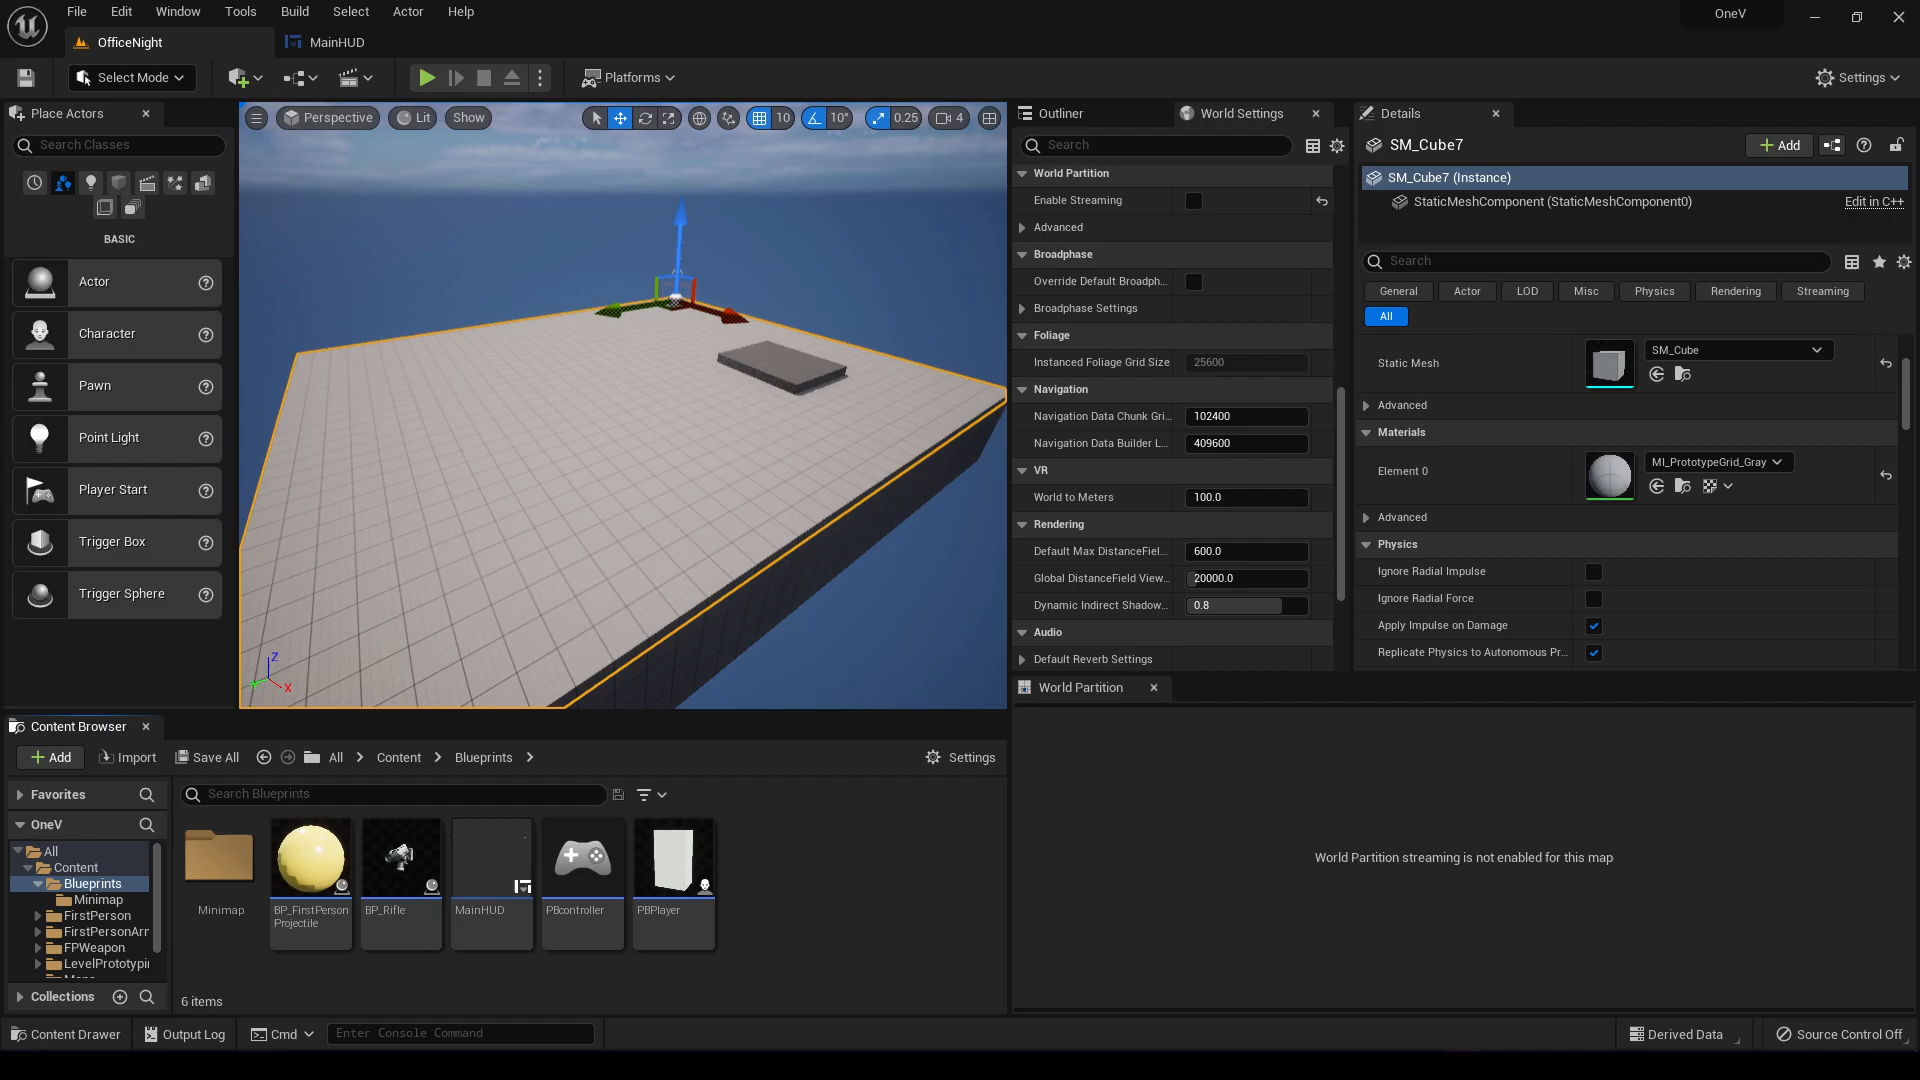 File Edit Window Tools Build Select Actor Help
OneV
OfficeNight
MainHUD
Select Mode
Platforms
Settings
Place Actors
Search Classes
BASIC
Actor
Character
Pawn
Point Light
Player Start
Trigger Box
Trigger Sphere
Perspective
Lit
Show
10
10°
0.25
4
Z
X
Outliner
World Settings
Search
World Partition
Enable Streaming
Advanced
Broadphase
Override Default Broadph...
Broadphase Settings
Foliage
Instanced Foliage Grid Size 25600
Navigation
Navigation Data Chunk Gri... 102400
Navigation Data Builder L... 409600
VR
World to Meters 100.0
Rendering
Default Max DistanceFiel... 600.0
Global DistanceField View... 20000.0
Dynamic Indirect Shadow... 0.8
Audio
Default Reverb Settings
Details
SM_Cube7
Add
SM_Cube7 (Instance)
StaticMeshComponent (StaticMeshComponent0) Edit in C++
Search
General Actor LOD Misc Physics Rendering Streaming
All
Static Mesh SM_Cube
Advanced
Materials
Element 0 MI_PrototypeGrid_Gray
Advanced
Physics
Ignore Radial Impulse
Ignore Radial Force
Apply Impulse on Damage
Replicate Physics to Autonomous Pr...
World Partition
World Partition streaming is not enabled for this map
Content Browser
Add Import Save All All Content Blueprints Settings
Favorites
OneV
All
Content
Blueprints
Minimap
FirstPerson
FirstPersonArr
FPWeapon
LevelPrototypi
Collections
Search Blueprints
Minimap
BP_FirstPerson
Projectile
BP_Rifle
MainHUD
PBcontroller
PBPlayer
6 items
Content Drawer Output Log Cmd Enter Console Command Derived Data Source Control Off